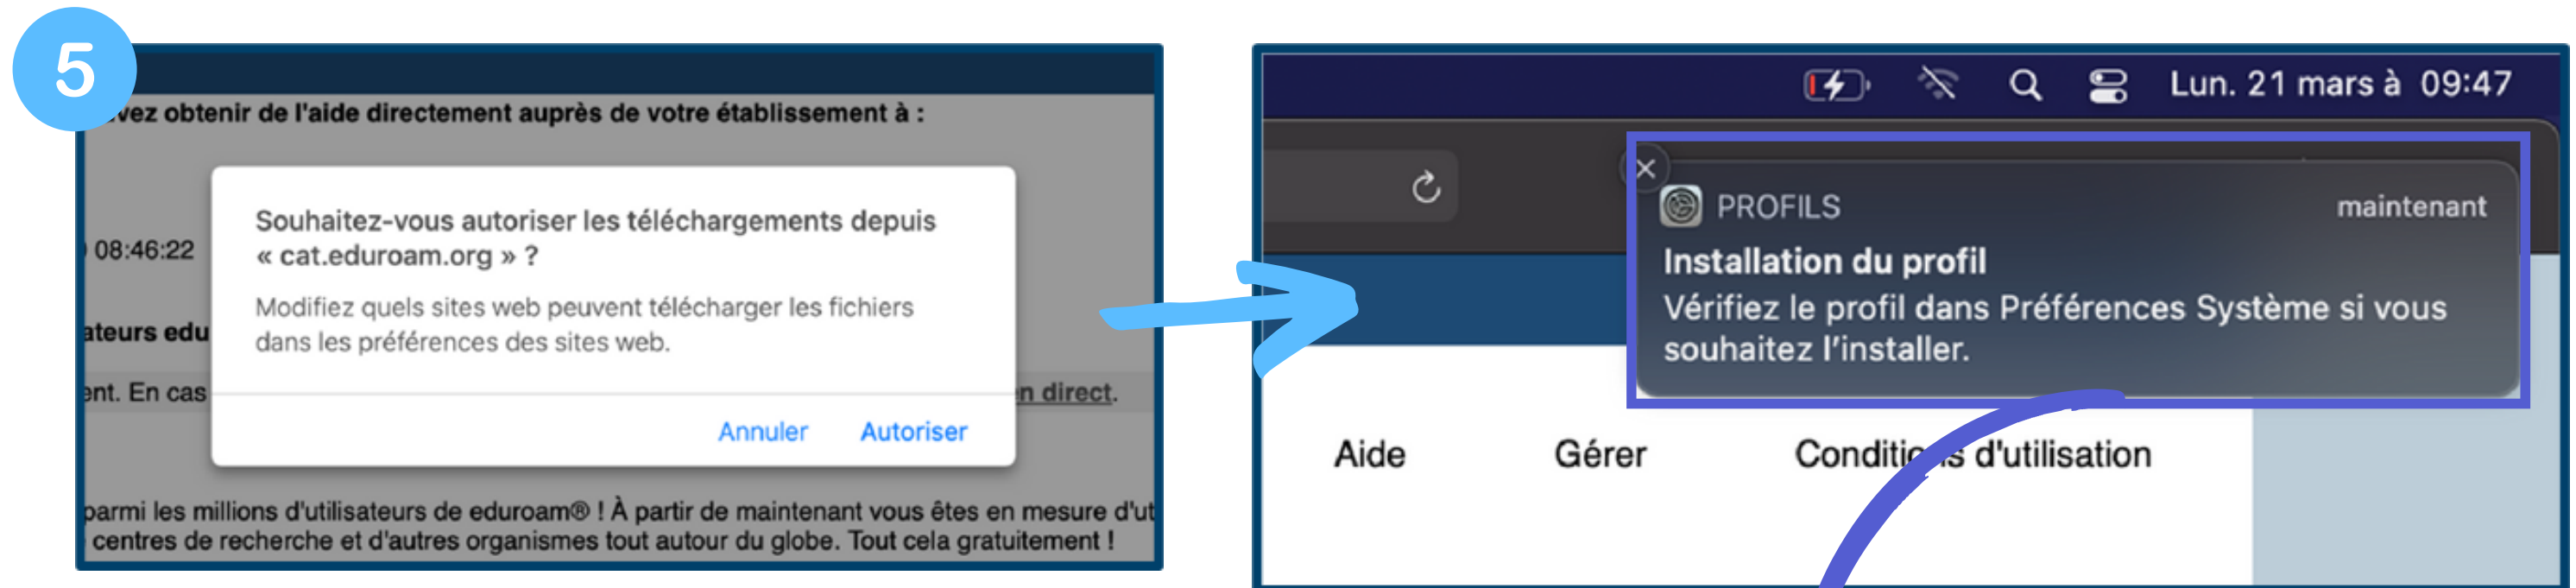 5
vez obtenir de l'aide directement auprès de votre établissement à :
08:46:22
Souhaitez-vous autoriser les téléchargements depuis
« cat.eduroam.org » ?
Modifiez quels sites web peuvent télécharger les fichiers
dans les préférences des sites web.
ateurs edu
ent. En cas
n direct.
Annuler Autoriser
parmi les millions d'utilisateurs de eduroam® ! À partir de maintenant vous êtes en mesure d'ut
centres de recherche et d'autres organismes tout autour du globe. Tout cela gratuitement !
Lun. 21 mars à 09:47
PROFILS maintenant
Installation du profil
Vérifiez le profil dans Préférences Système si vous
souhaitez l'installer.
Aide Gérer Conditions d'utilisation